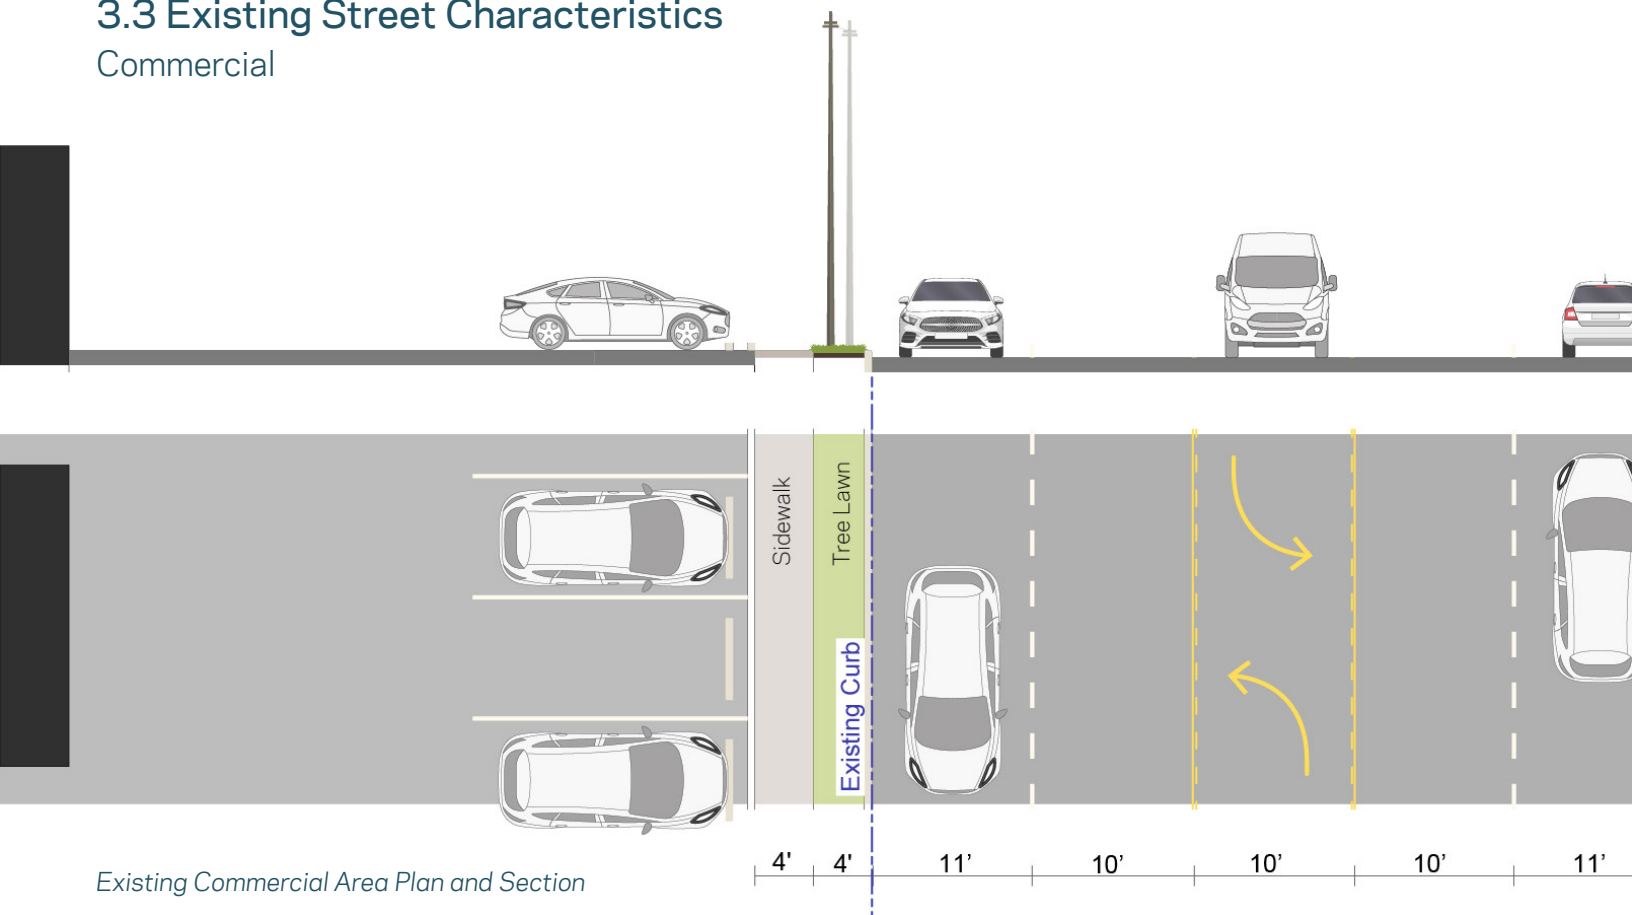 3.3 Existing Street Characteristics
Commercial
Sidewalk
Tree Lawn
Existing Curb
4' 4' 11’ 10’ 10’ 10’ 11’
Existing Commercial Area Plan and Section